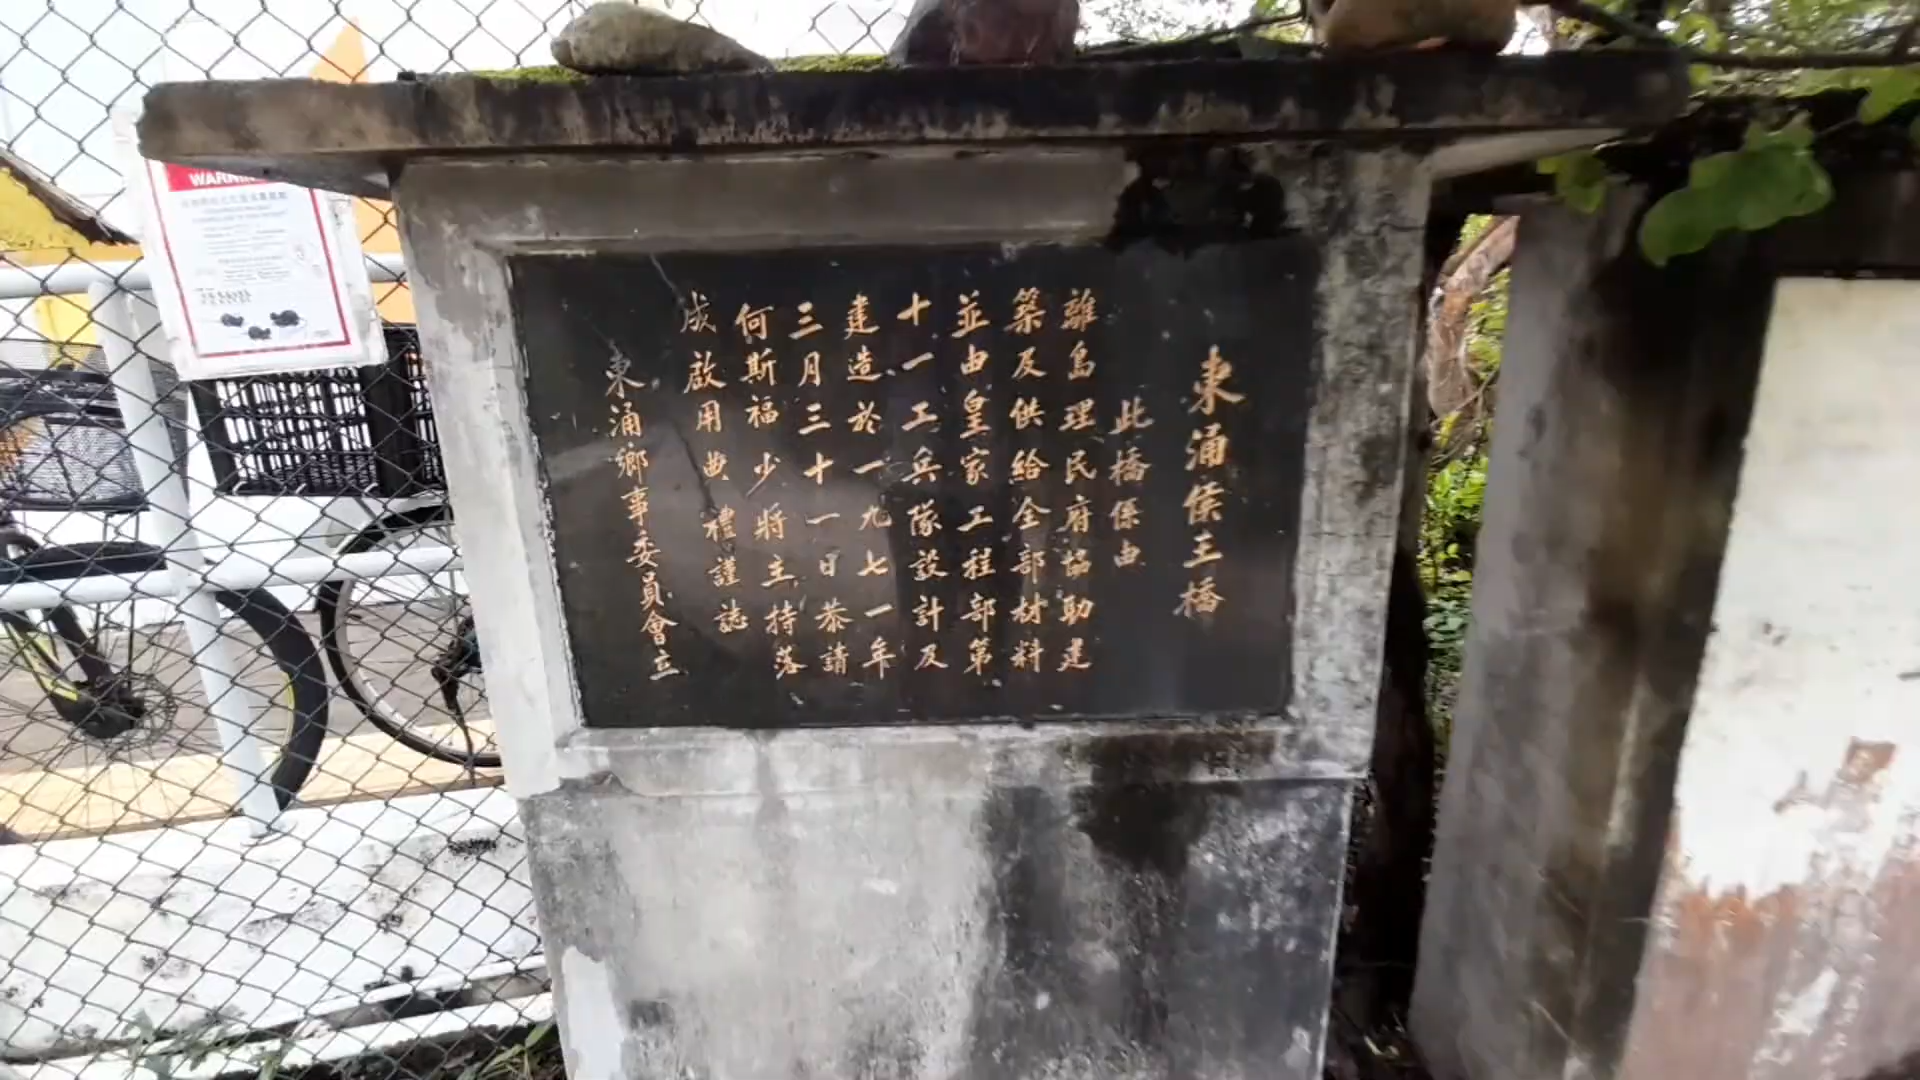 東涌侯王橋
此橋係由
離島理民府協助建
築及供給全部材料
並由皇家工程部第
十一工兵隊設計及
建造於一九七一年
三月三十一日恭請
何斯福少將主持落
成啟用典禮謹誌
東涌鄉事委員會立